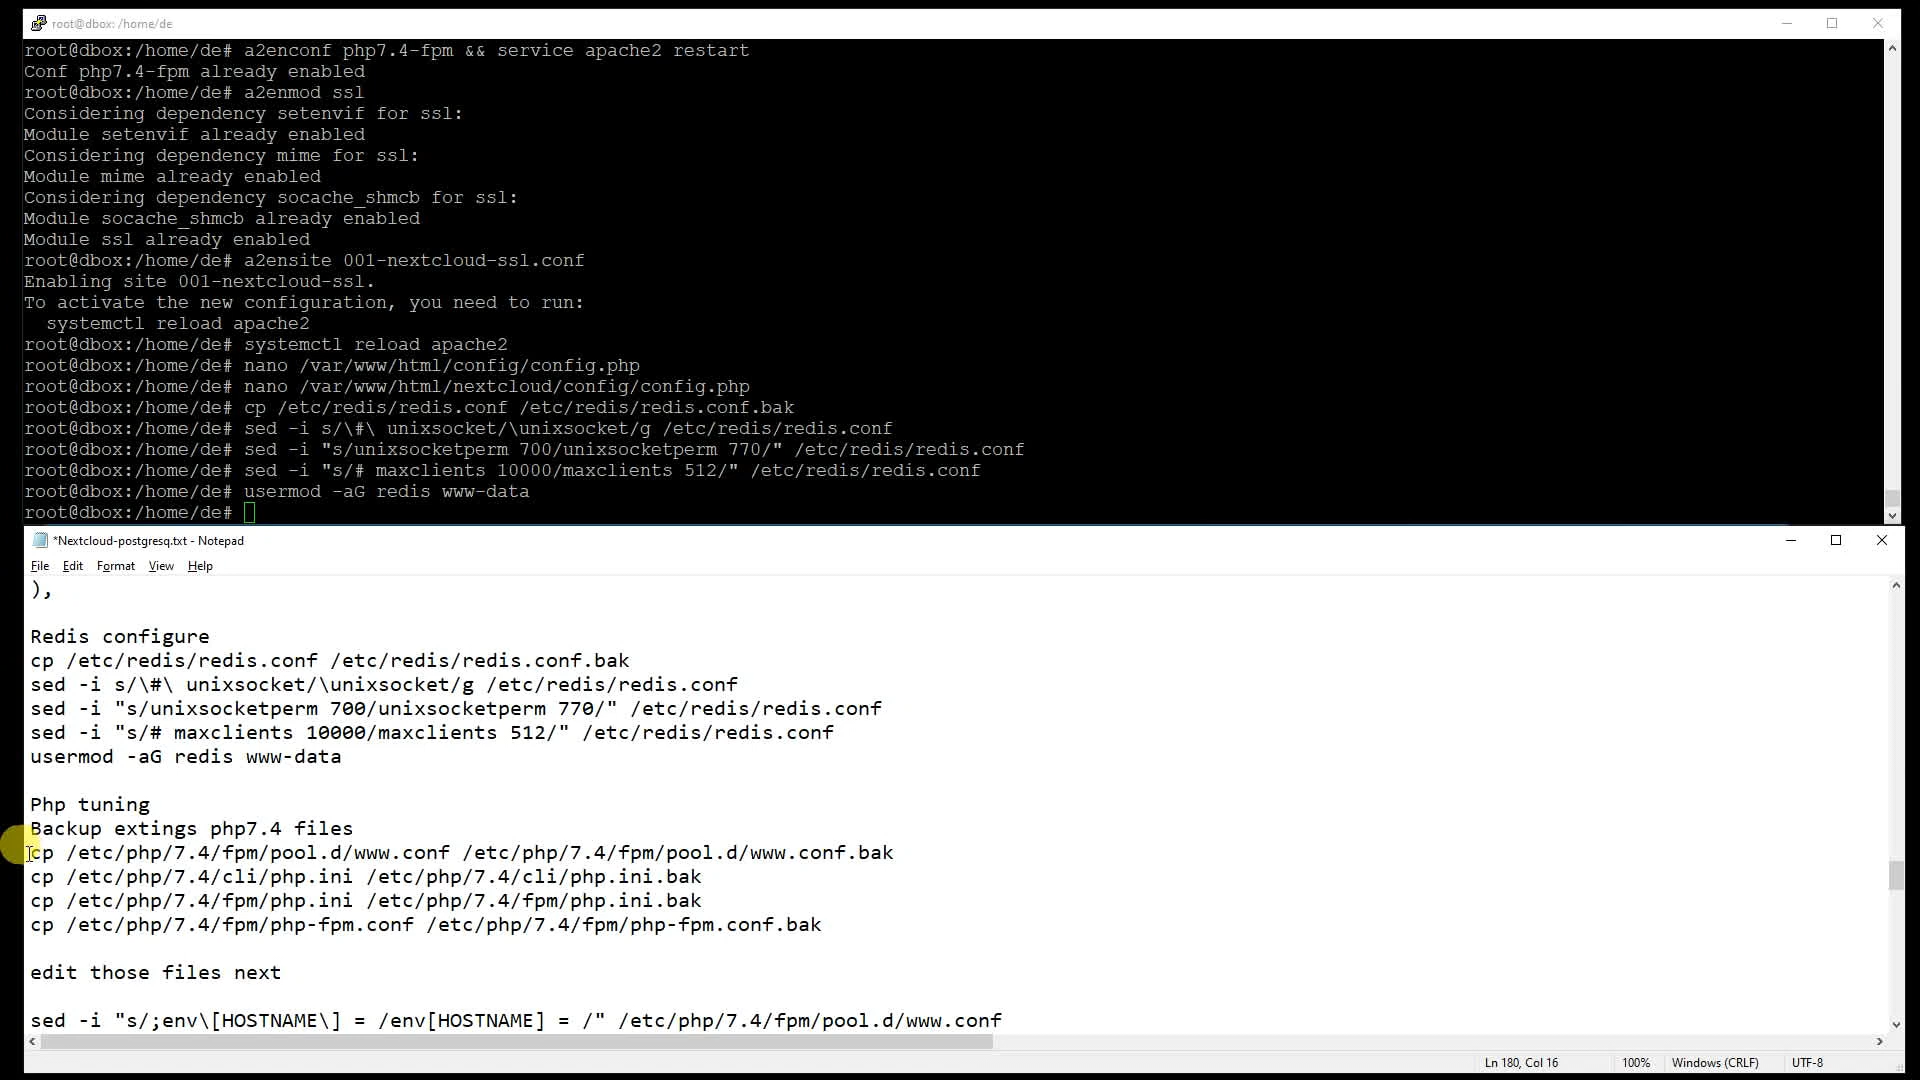 root@dbox: /home/de
root@dbox:/home/de# a2enconf php7.4-fpm && service apache2 restart
Conf php7.4-fpm already enabled
root@dbox:/home/de# a2enmod ssl
Considering dependency setenvif for ssl:
Module setenvif already enabled
Considering dependency mime for ssl:
Module mime already enabled
Considering dependency socache_shmcb for ssl:
Module socache_shmcb already enabled
Module ssl already enabled
root@dbox:/home/de# a2ensite 001-nextcloud-ssl.conf
Enabling site 001-nextcloud-ssl.
To activate the new configuration, you need to run:
  systemctl reload apache2
root@dbox:/home/de# systemctl reload apache2
root@dbox:/home/de# nano /var/www/html/config/config.php
root@dbox:/home/de# nano /var/www/html/nextcloud/config/config.php
root@dbox:/home/de# cp /etc/redis/redis.conf /etc/redis/redis.conf.bak
root@dbox:/home/de# sed -i s/\#\ unixsocket/\unixsocket/g /etc/redis/redis.conf
root@dbox:/home/de# sed -i "s/unixsocketperm 700/unixsocketperm 770/" /etc/redis/redis.conf
root@dbox:/home/de# sed -i "s/# maxclients 10000/maxclients 512/" /etc/redis/redis.conf
root@dbox:/home/de# usermod -aG redis www-data
root@dbox:/home/de#
*Nextcloud-postgresq.txt - Notepad
File Edit Format View Help
),
Redis configure
cp /etc/redis/redis.conf /etc/redis/redis.conf.bak
sed -i s/\#\ unixsocket/\unixsocket/g /etc/redis/redis.conf
sed -i "s/unixsocketperm 700/unixsocketperm 770/" /etc/redis/redis.conf
sed -i "s/# maxclients 10000/maxclients 512/" /etc/redis/redis.conf
usermod -aG redis www-data
Php tuning
Backup extings php7.4 files
cp /etc/php/7.4/fpm/pool.d/www.conf /etc/php/7.4/fpm/pool.d/www.conf.bak
cp /etc/php/7.4/cli/php.ini /etc/php/7.4/cli/php.ini.bak
cp /etc/php/7.4/fpm/php.ini /etc/php/7.4/fpm/php.ini.bak
cp /etc/php/7.4/fpm/php-fpm.conf /etc/php/7.4/fpm/php-fpm.conf.bak
edit those files next
sed -i "s/;env\[HOSTNAME\] = /env[HOSTNAME] = /" /etc/php/7.4/fpm/pool.d/www.conf
Ln 180, Col 16 100% Windows (CRLF) UTF-8